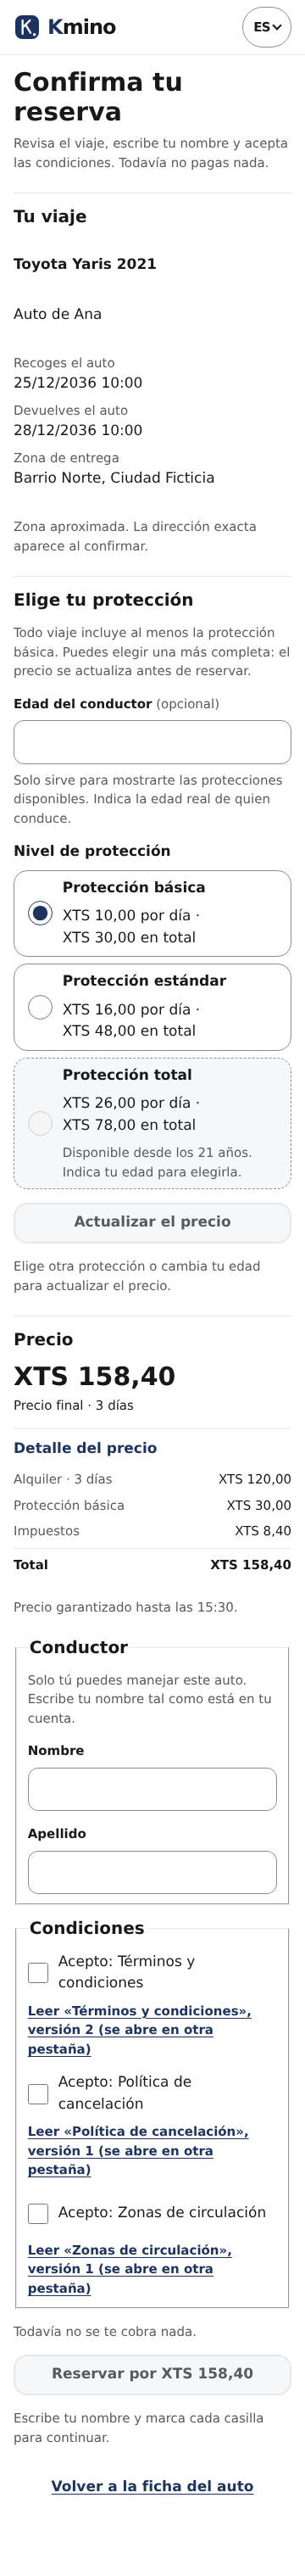 K Kmino
ES
Confirma tu
reserva
Revisa el viaje, escribe tu nombre y acepta
las condiciones. Todavía no pagas nada.
Tu viaje
Toyota Yaris 2021
Auto de Ana
Recoges el auto
25/12/2036 10:00
Devuelves el auto
28/12/2036 10:00
Zona de entrega
Barrio Norte, Ciudad Ficticia
Zona aproximada. La dirección exacta
aparece al confirmar.
Elige tu protección
Todo viaje incluye al menos la protección
básica. Puedes elegir una más completa: el
precio se actualiza antes de reservar.
Edad del conductor (opcional)
Solo sirve para mostrarte las protecciones
disponibles. Indica la edad real de quien
conduce.
Nivel de protección
Protección básica
XTS 10,00 por día ·
XTS 30,00 en total
Protección estándar
XTS 16,00 por día ·
XTS 48,00 en total
Protección total
XTS 26,00 por día ·
XTS 78,00 en total
Disponible desde los 21 años.
Indica tu edad para elegirla.
Actualizar el precio
Elige otra protección o cambia tu edad
para actualizar el precio.
Precio
XTS 158,40
Precio final · 3 días
Detalle del precio
Alquiler · 3 días XTS 120,00
Protección básica XTS 30,00
Impuestos XTS 8,40
Total XTS 158,40
Precio garantizado hasta las 15:30.
Conductor
Solo tú puedes manejar este auto.
Escribe tu nombre tal como está en tu
cuenta.
Nombre
Apellido
Condiciones
Acepto: Términos y
condiciones
Leer «Términos y condiciones»,
versión 2 (se abre en otra
pestaña)
Acepto: Política de
cancelación
Leer «Política de cancelación»,
versión 1 (se abre en otra
pestaña)
Acepto: Zonas de circulación
Leer «Zonas de circulación»,
versión 1 (se abre en otra
pestaña)
Todavía no se te cobra nada.
Reservar por XTS 158,40
Escribe tu nombre y marca cada casilla
para continuar.
Volver a la ficha del auto